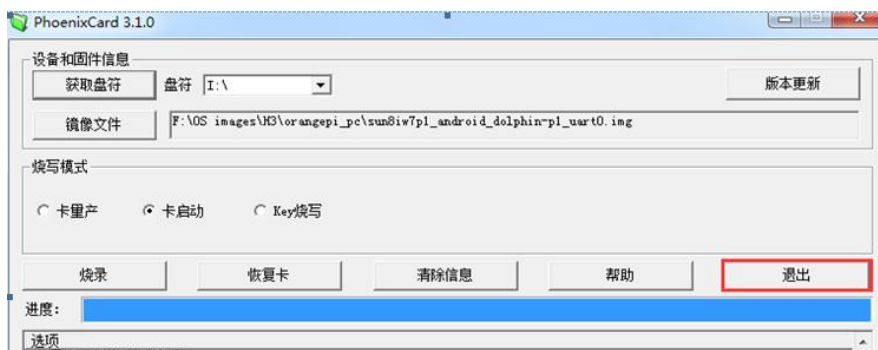 PhoenixCard 3.1.0
设备和固件信息
获取盘符 盘符 I:\ 版本更新
镜像文件 F:\OS images\H3\orangepi_pc\sun8iw7p1_android_dolphin-p1_uart0.img
烧写模式
卡量产 卡启动 Key烧写
烧录 恢复卡 清除信息 帮助 退出
进度：
选项